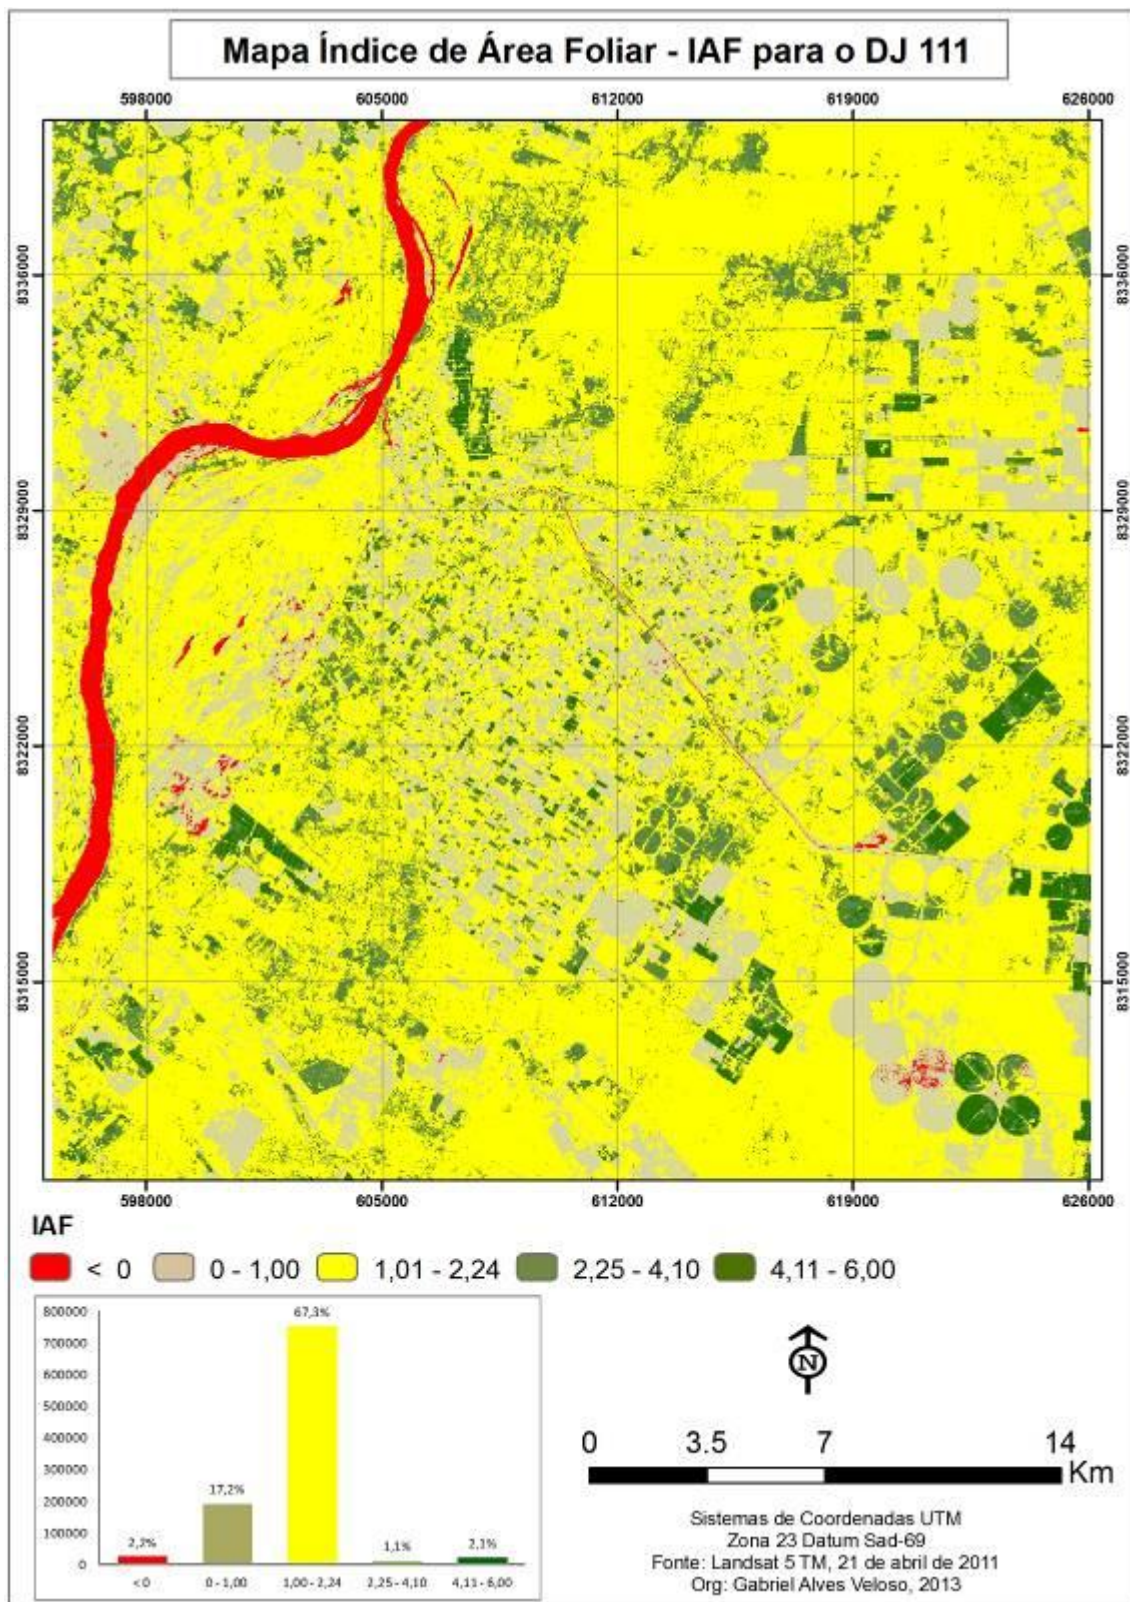 Mapa Índice de Área Foliar - IAF para o DJ 111
598000 605000 612000 619000 626000
8336000 8336000
8329000 8329000
8322000 8322000
8315000 8315000
598000 605000 612000 619000 626000
IAF
< 0 0 - 1,00 1,01 - 2,24 2,25 - 4,10 4,11 - 6,00
800000
700000
600000
500000
400000
300000
200000
100000
0
2,2% 17,2% 67,3% 1,1% 2,1%
<0 0 - 1,00 1,00 - 2,24 2,25 - 4,10 4,11 - 6,00
N
0 3.5 7 14
Km
Sistemas de Coordenadas UTM
Zona 23 Datum Sad-69
Fonte: Landsat 5 TM, 21 de abril de 2011
Org: Gabriel Alves Veloso, 2013